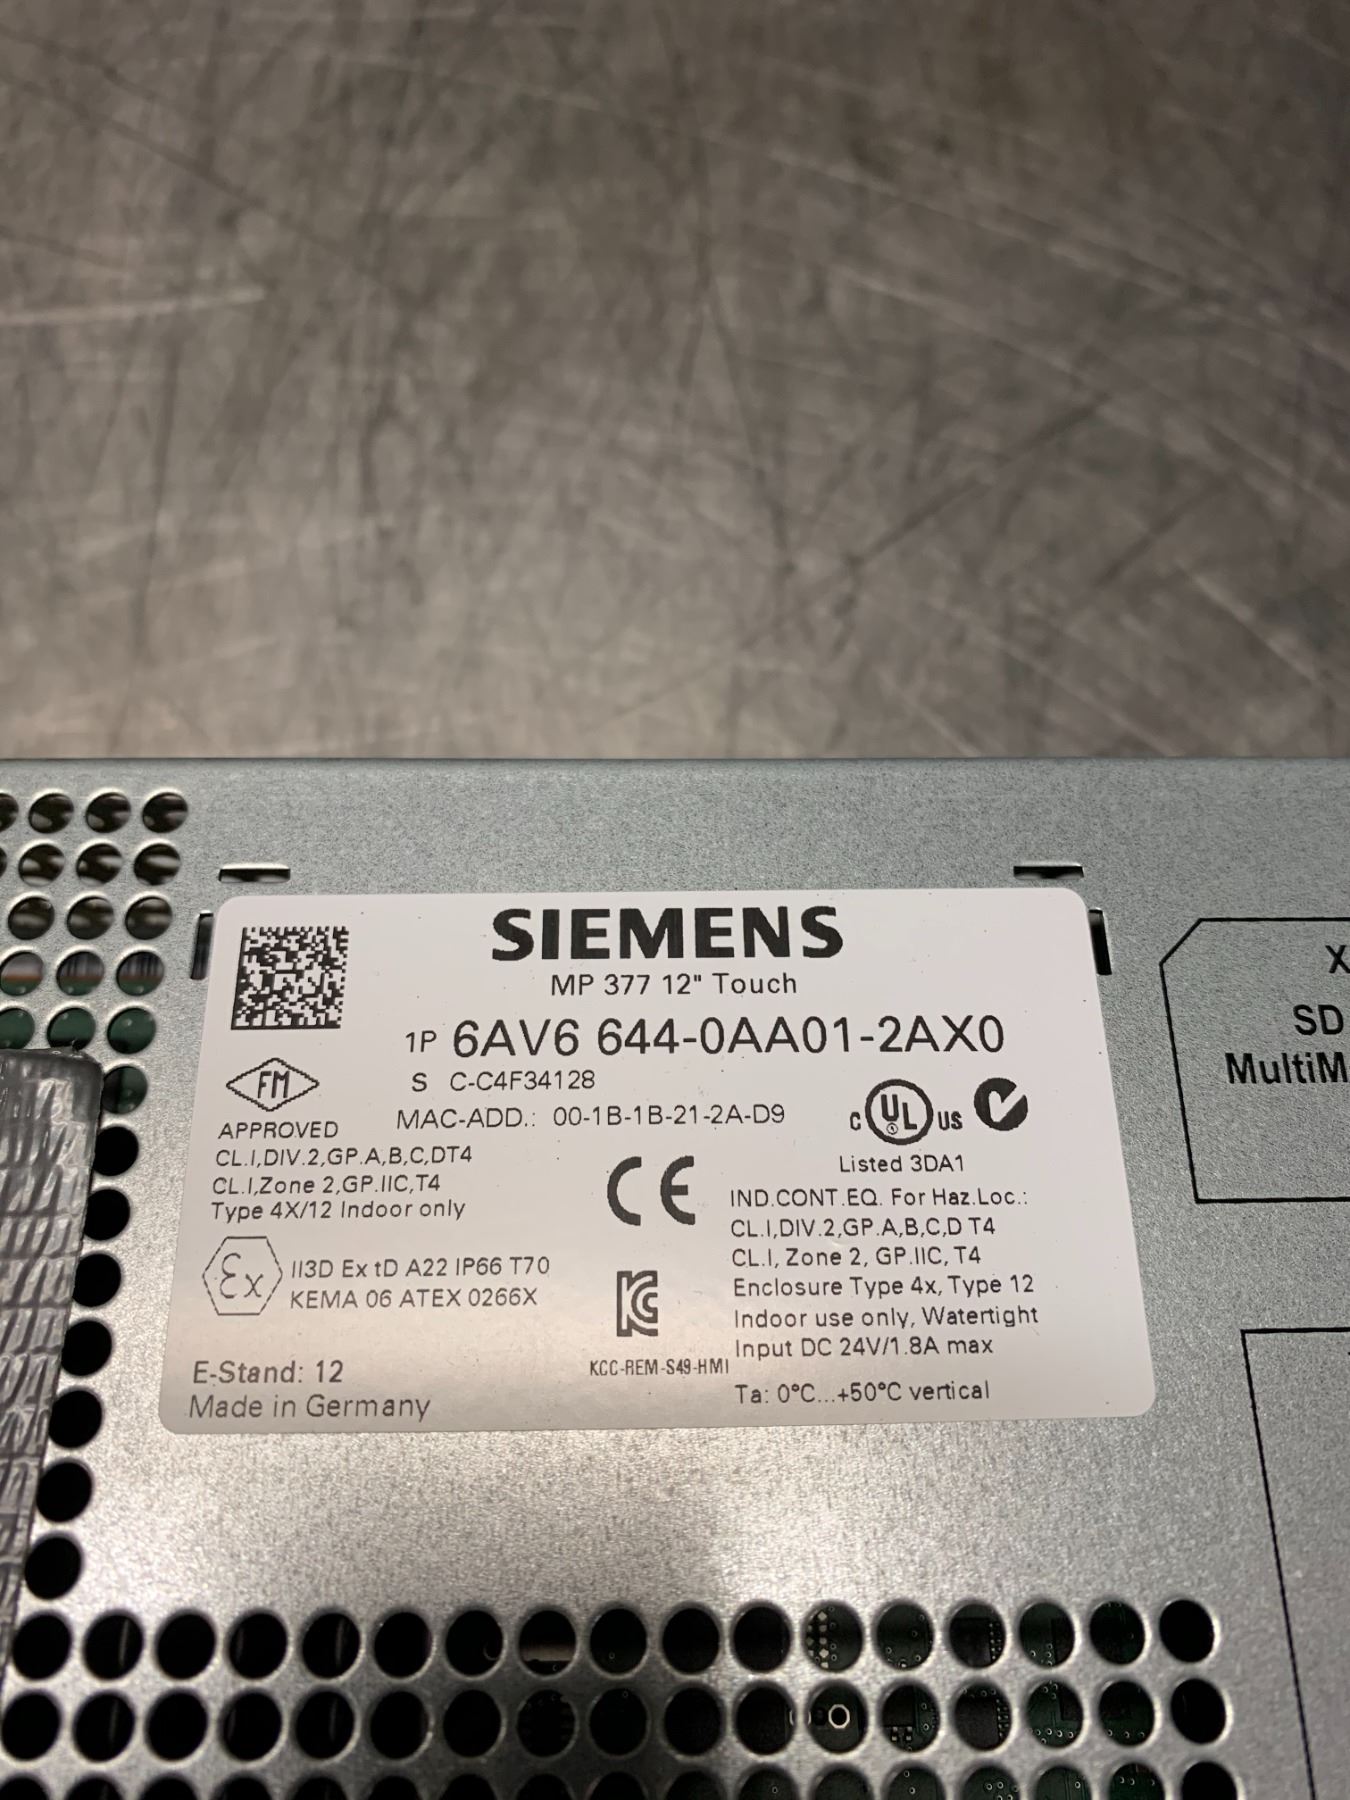 SIEMENS
MP 377 12" Touch
1P 6AV6 644-0AA01-2AX0
S C-C4F34128
MAC-ADD.: 00-1B-1B-21-2A-D9
FM
APPROVED
CL.I,DIV.2,GP.A,B,C,DT4
CL.I,Zone 2,GP.IIC,T4
Type 4X/12 Indoor only
Ex
II3D Ex tD A22 IP66 T70
KEMA 06 ATEX 0266X
E-Stand: 12
Made in Germany
CE
KCC-REM-S49-HMI
C UL US
Listed 3DA1
IND.CONT.EQ. For Haz.Loc.:
CL.I,DIV.2,GP.A,B,C,D T4
CL.I, Zone 2, GP.IIC, T4
Enclosure Type 4x, Type 12
Indoor use only, Watertight
Input DC 24V/1.8A max
Ta: 0°C...+50°C vertical
X
SD
MultiM